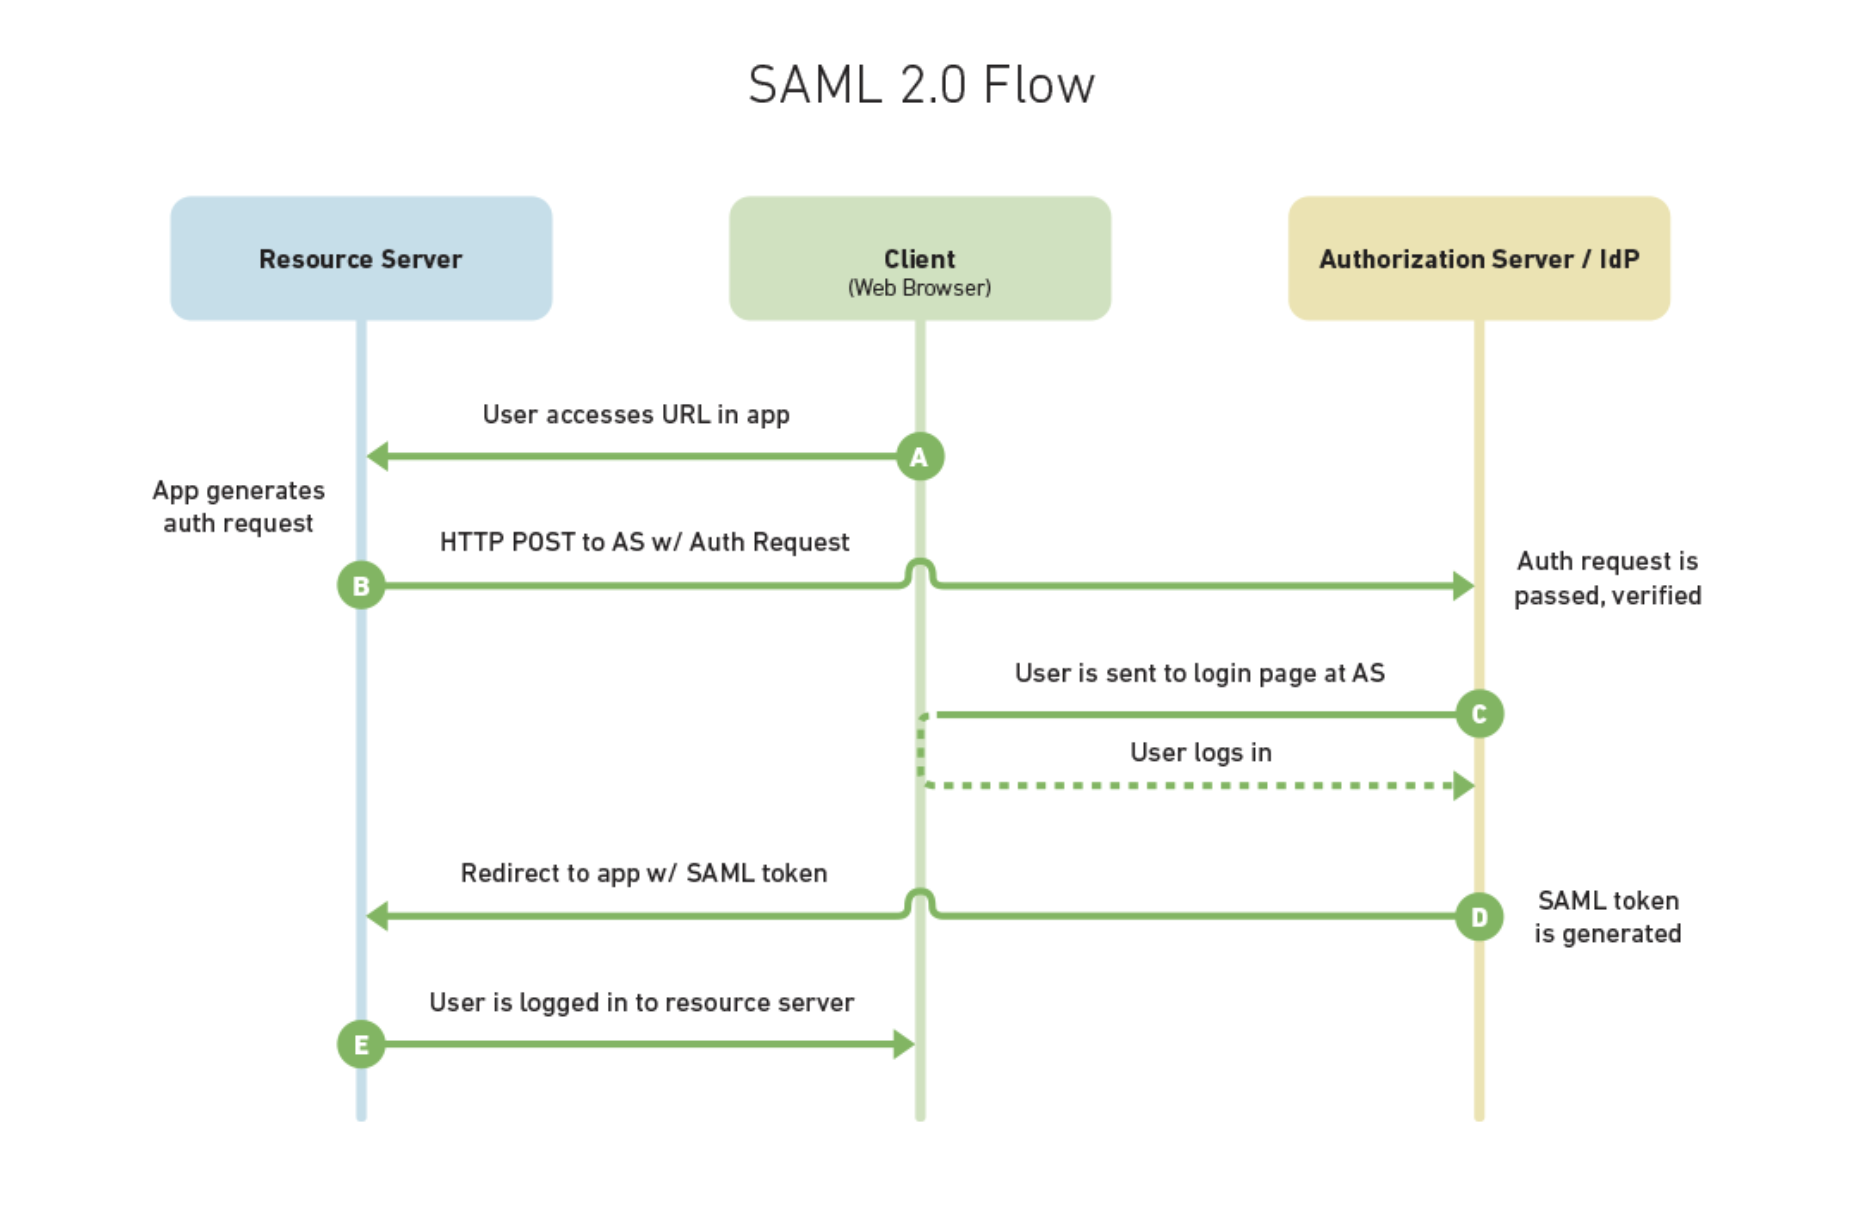 SAML 2.0 Flow
Resource Server
Client
(Web Browser)
Authorization Server / IdP
User accesses URL in app
A
App generates
auth request
HTTP POST to AS w/ Auth Request
B
Auth request is
passed, verified
User is sent to login page at AS
C
User logs in
Redirect to app w/ SAML token
D
SAML token
is generated
User is logged in to resource server
E